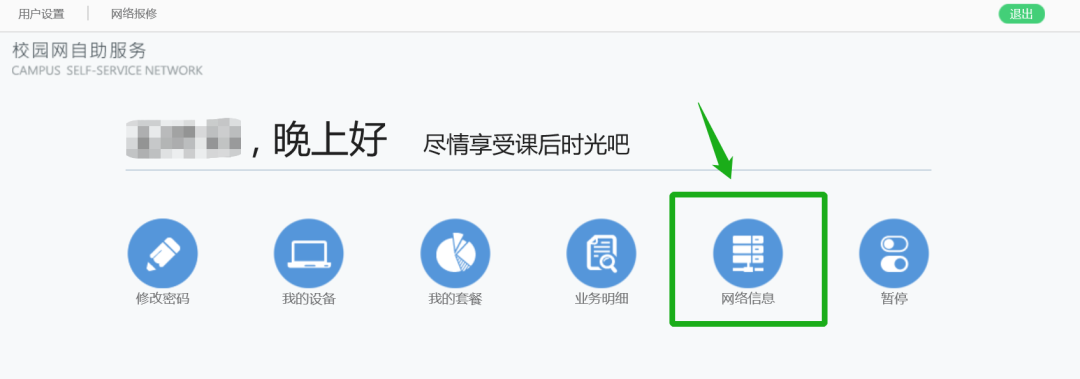 用户设置 | 网络报修 退出
校园网自助服务
CAMPUS SELF-SERVICE NETWORK
，晚上好 尽情享受课后时光吧
修改密码 我的设备 我的套餐 业务明细 网络信息 暂停